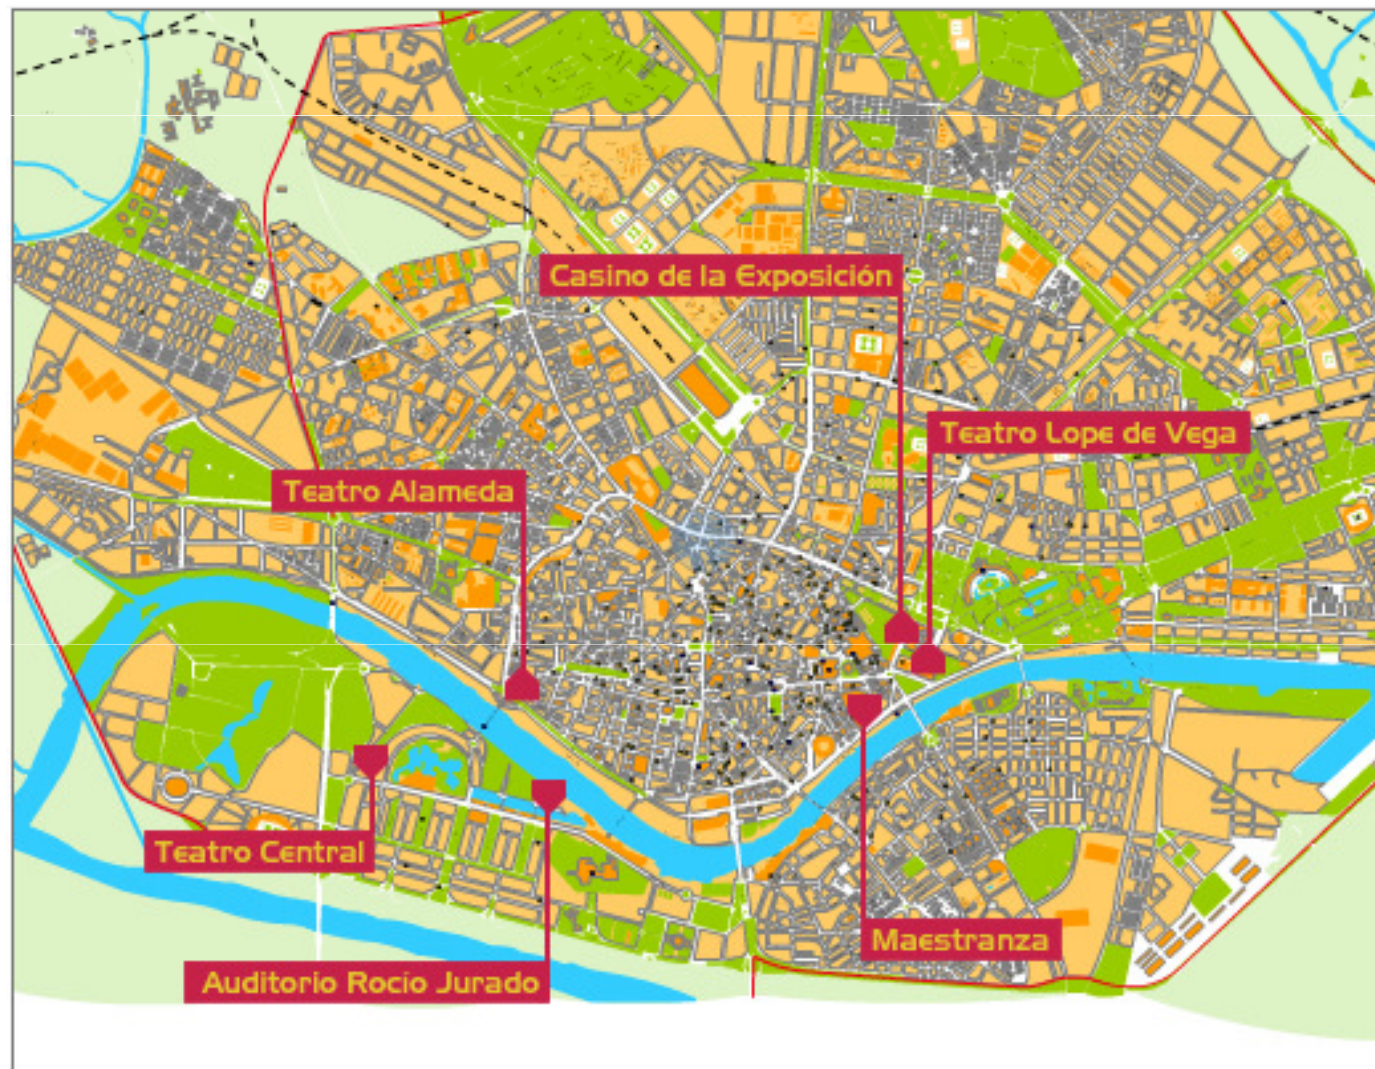 Casino de la Exposición
Teatro Lope de Vega
Teatro Alameda
Teatro Central
Maestranza
Auditorio Rocío Jurado